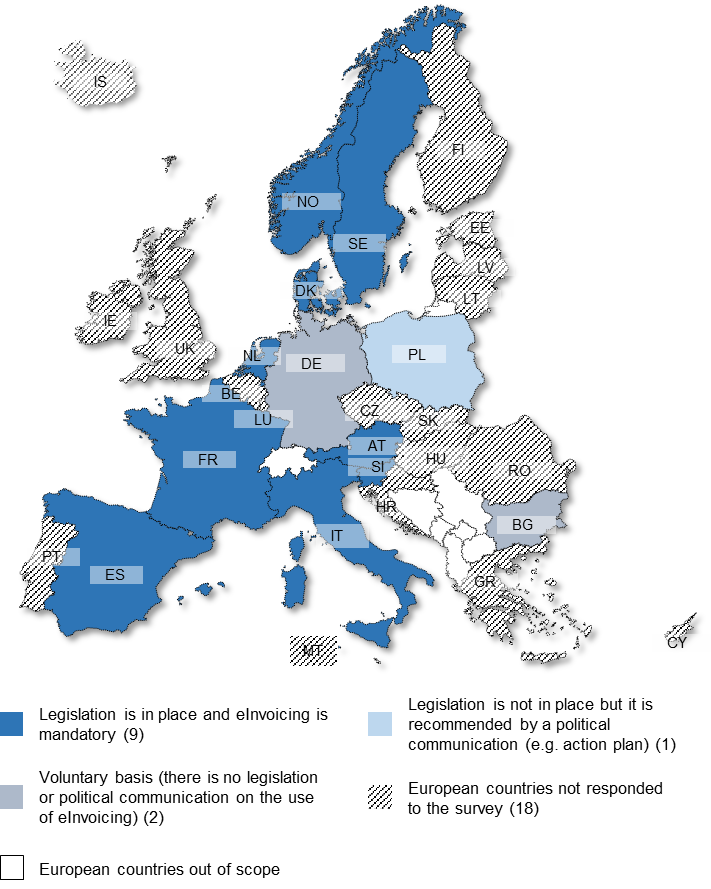 IS
FI
NO
SE
EE
LV
LT
DK
IE
UK
NL
DE
PL
BE
LU
CZ
SK
AT
HU
SI
FR
RO
HR
BG
IT
PT
ES
GR
MT
CY
Legislation is in place and eInvoicing is
mandatory (9)
Legislation is not in place but it is
recommended by a political
communication (e.g. action plan) (1)
Voluntary basis (there is no legislation
or political communication on the use
of eInvoicing) (2)
European countries not responded
to the survey (18)
European countries out of scope